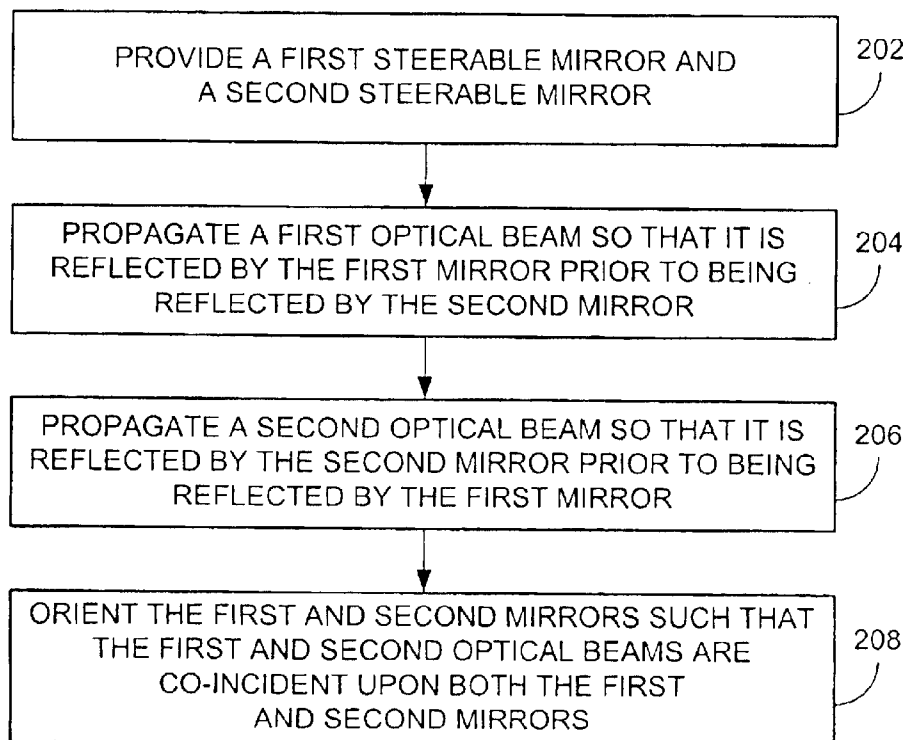 PROVIDE A FIRST STEERABLE MIRROR AND
A SECOND STEERABLE MIRROR
202
PROPAGATE A FIRST OPTICAL BEAM SO THAT IT IS
REFLECTED BY THE FIRST MIRROR PRIOR TO BEING
REFLECTED BY THE SECOND MIRROR
204
PROPAGATE A SECOND OPTICAL BEAM SO THAT IT IS
REFLECTED BY THE SECOND MIRROR PRIOR TO BEING
REFLECTED BY THE FIRST MIRROR
206
ORIENT THE FIRST AND SECOND MIRRORS SUCH THAT
THE FIRST AND SECOND OPTICAL BEAMS ARE
CO-INCIDENT UPON BOTH THE FIRST
AND SECOND MIRRORS
208